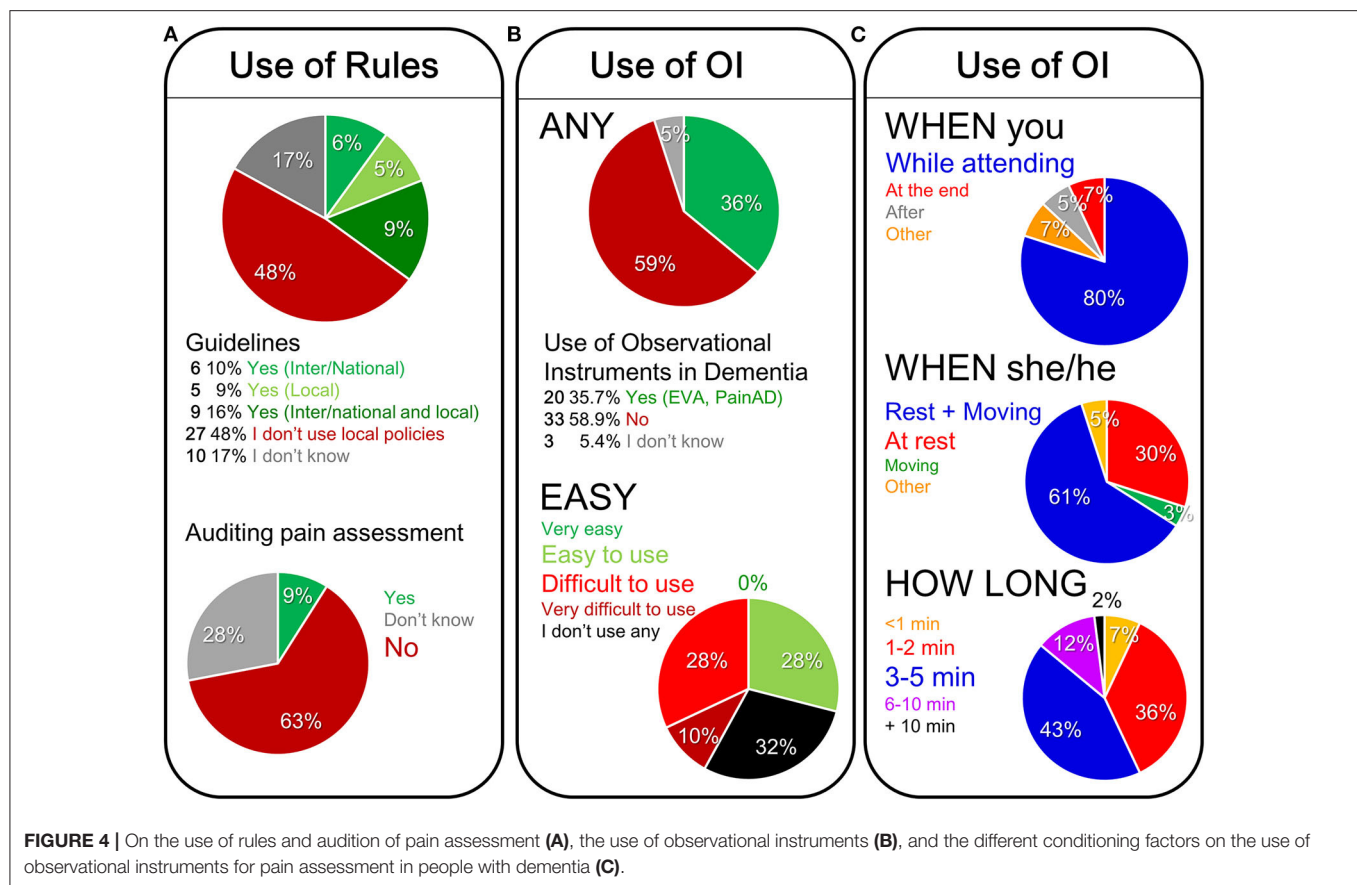 A
Use of Rules
6%
5%
9%
48%
17%
Guidelines
6 10% Yes (Inter/National)
5 9% Yes (Local)
9 16% Yes (Inter/national and local)
27 48% I don't use local policies
10 17% I don't know
Auditing pain assessment
9%
28%
63%
Yes
Don't know
No
B
Use of OI
ANY
5%
36%
59%
Use of Observational
Instruments in Dementia
20 35.7% Yes (EVA, PainAD)
33 58.9% No
3 5.4% I don't know
EASY
Very easy
Easy to use
Difficult to use
Very difficult to use
I don't use any
0%
28%
28%
10%
32%
C
Use of OI
WHEN you
While attending
At the end
After
Other
7%
5%
7%
80%
WHEN she/he
Rest + Moving
At rest
Moving
Other
5%
30%
61%
3%
HOW LONG
<1 min
1-2 min
3-5 min
6-10 min
+ 10 min
2%
7%
12%
36%
43%
FIGURE 4 | On the use of rules and audition of pain assessment (A), the use of observational instruments (B), and the different conditioning factors on the use of
observational instruments for pain assessment in people with dementia (C).